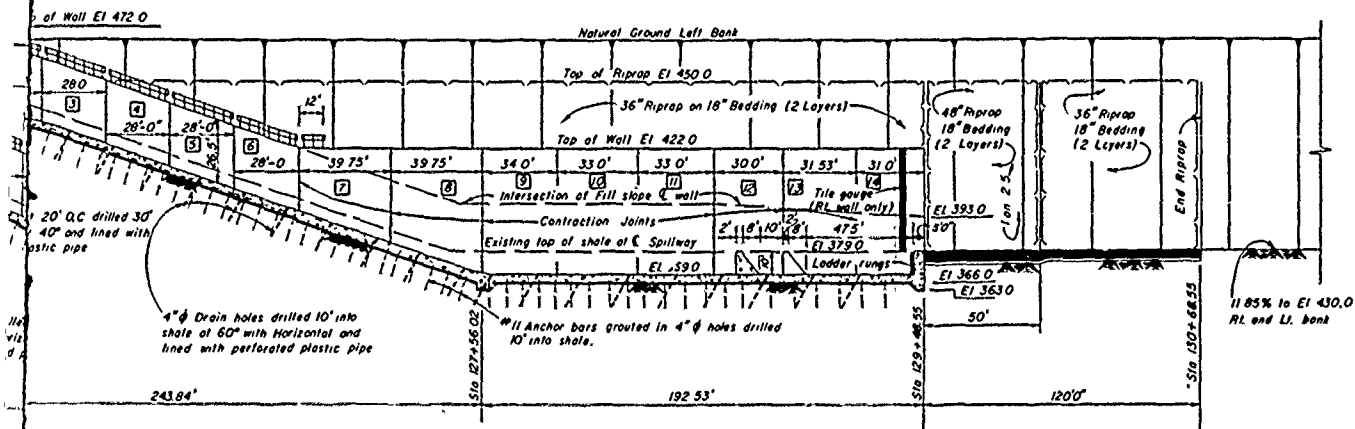 of Wall El 472 0
Natural Ground Left Bank
Top of Riprap El 450 0
36" Riprap on 18" Bedding (2 Layers)
48" Riprap
18" Bedding
(2 Layers)
36" Riprap
18" Bedding
(2 Layers)
End Riprap
28.0
3
4
28'-0"
5
28'-0
26.5'
6
12'
28'-0
Top of Wall El 422 0
39 75'
39 75'
34 0'
33 0'
33 0'
30 0'
31 53'
31 0'
7
8
9
10
11
12
13
14
Intersection of Fill slope ℄ wall
Tile gauge
(Rt. wall only)
Contraction Joints
El 393 0
1 on 2 5
Existing top of shale at ℄ Spillway
2'
8'
10'
8'
47 5'
El 379 0
Ladder rungs
El 366 0
El 363 0
50'
20' O.C drilled 30'
40° and lined with
pipe
4" ϕ Drain holes drilled 10' into
shale at 60° with Horizontal and
lined with perforated plastic pipe
#11 Anchor bars grouted in 4" ϕ holes drilled
10' into shale.
11 85% to El 430.0
Rt. and Lt. bank
Sta 127+56.02
Sta 129+48.55
Sta 130+68.55
243.84'
192 53'
120'0"